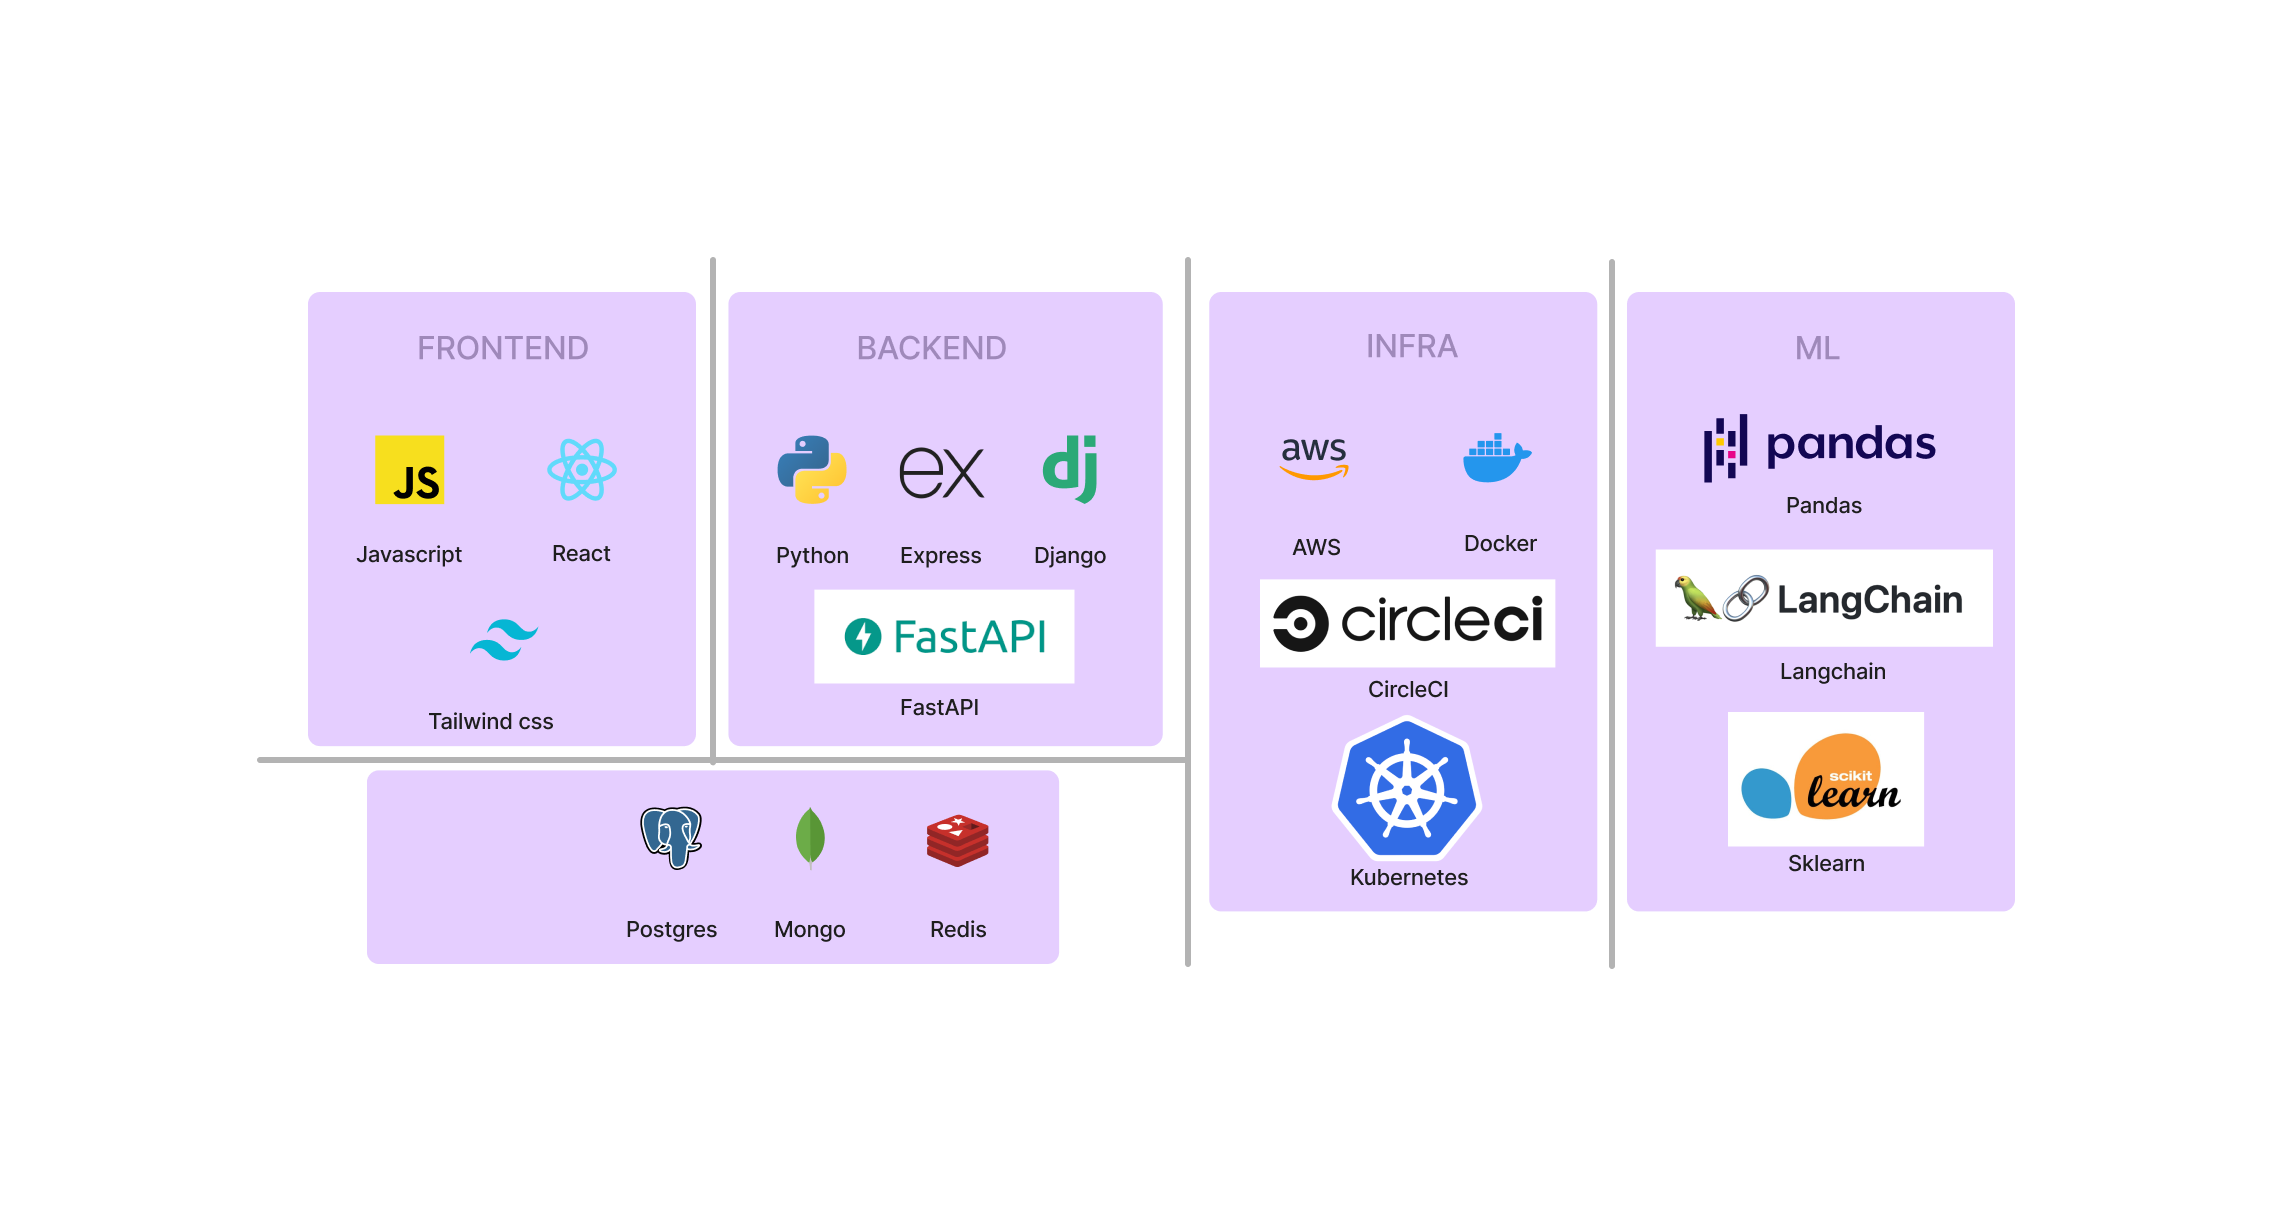 FRONTEND
JS
Javascript
React
Tailwind css
BACKEND
ex
dj
Python
Express
Django
FastAPI
FastAPI
Postgres
Mongo
Redis
INFRA
aws
AWS
Docker
circleci
CircleCI
Kubernetes
ML
pandas
Pandas
LangChain
Langchain
scikit
learn
Sklearn